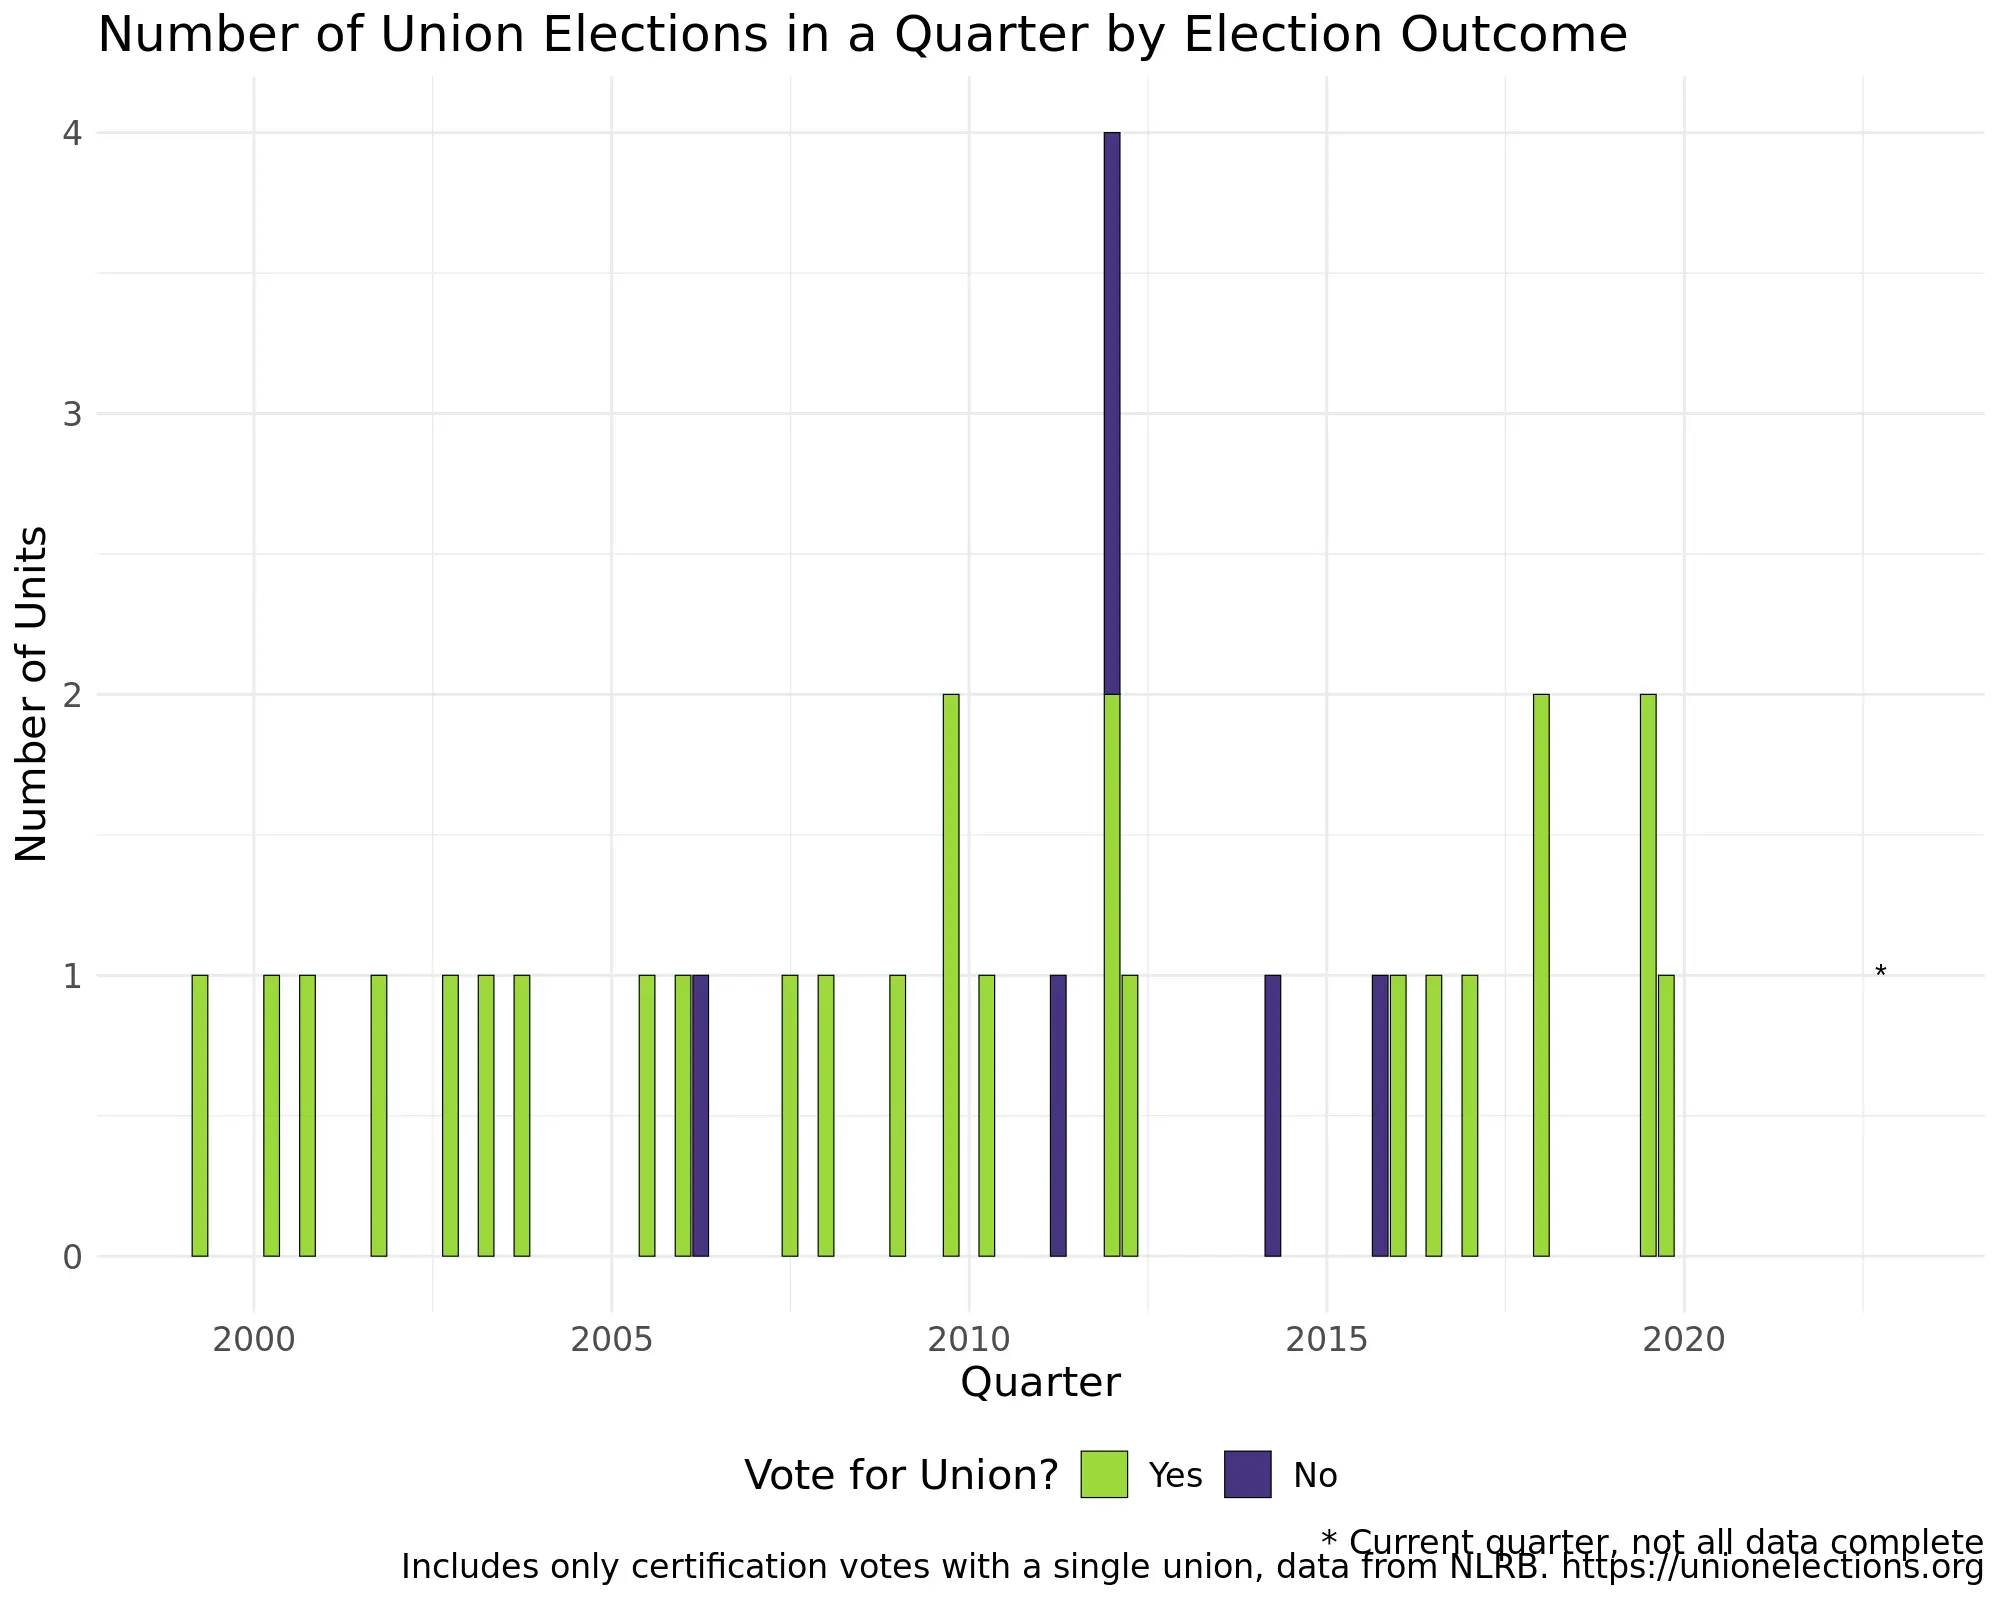 Number of Union Elections in a Quarter by Election Outcome
Number of Units
4
3
2
1
0
*
2000 2005 2010 2015 2020
Quarter
Vote for Union? Yes No
* Current quarter, not all data complete
Includes only certification votes with a single union, data from NLRB. https://unionelections.org